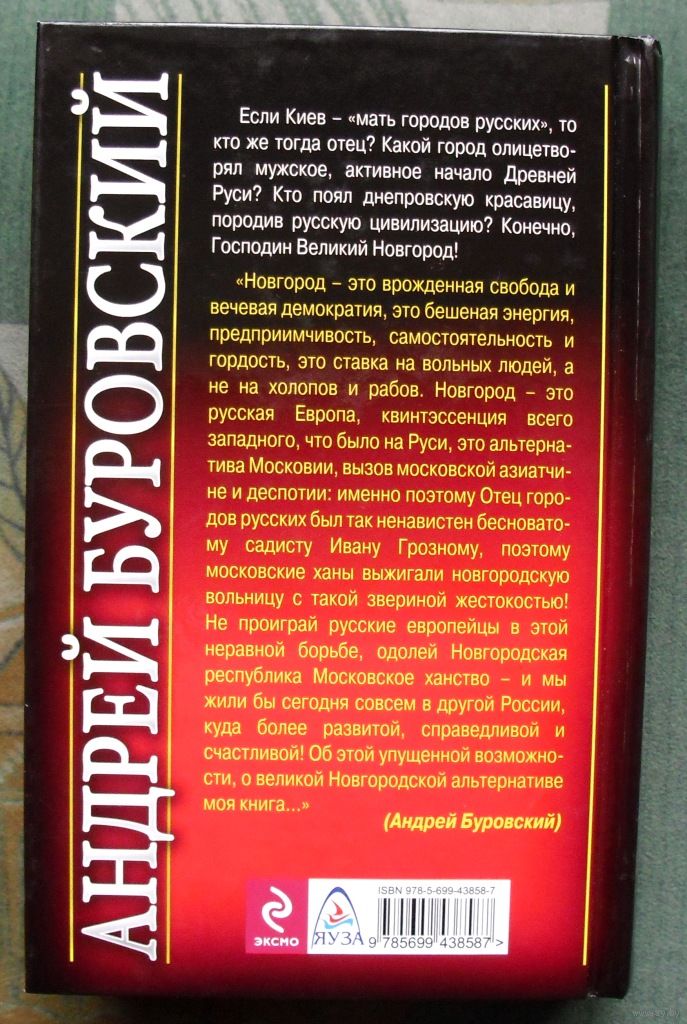 АНДРЕЙ БУРОВСКИЙ
Если Киев – «мать городов русских», то
кто же тогда отец? Какой город олицетво-
рял мужское, активное начало Древней
Руси? Кто поял днепровскую красавицу,
породив русскую цивилизацию? Конечно,
Господин Великий Новгород!
«Новгород – это врожденная свобода и
вечевая демократия, это бешеная энергия,
предприимчивость, самостоятельность и
гордость, это ставка на вольных людей, а
не на холопов и рабов. Новгород – это
русская Европа, квинтэссенция всего
западного, что было на Руси, это альтерна-
тива Московии, вызов московской азиатчи-
не и деспотии: именно поэтому Отец горо-
дов русских был так ненавистен бесновато-
му садисту Ивану Грозному, поэтому
московские ханы выжигали новгородскую
вольницу с такой звериной жестокостью!
Не проиграй русские европейцы в этой
неравной борьбе, одолей Новгородская
республика Московское ханство – и мы
жили бы сегодня совсем в другой России,
куда более развитой, справедливой и
счастливой! Об этой упущенной возможно-
сти, о великой Новгородской альтернативе
моя книга...»
(Андрей Буровский)
ISBN 978-5-699-43858-7
ЭКСМО
ЯУЗА
9 785699 438587 >